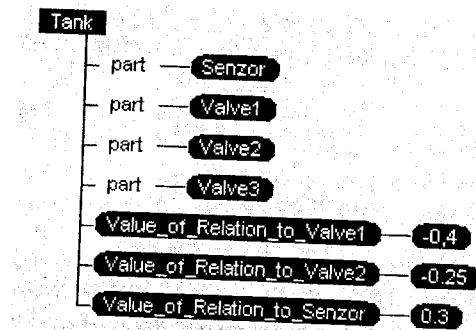 Tank
part Senzor
part Valve1
part Valve2
part Valve3
Value_of_Relation_to_Valve1 -0,4
Value_of_Relation_to_Valve2 -0.25
Value_of_Relation_to_Senzor 0.3